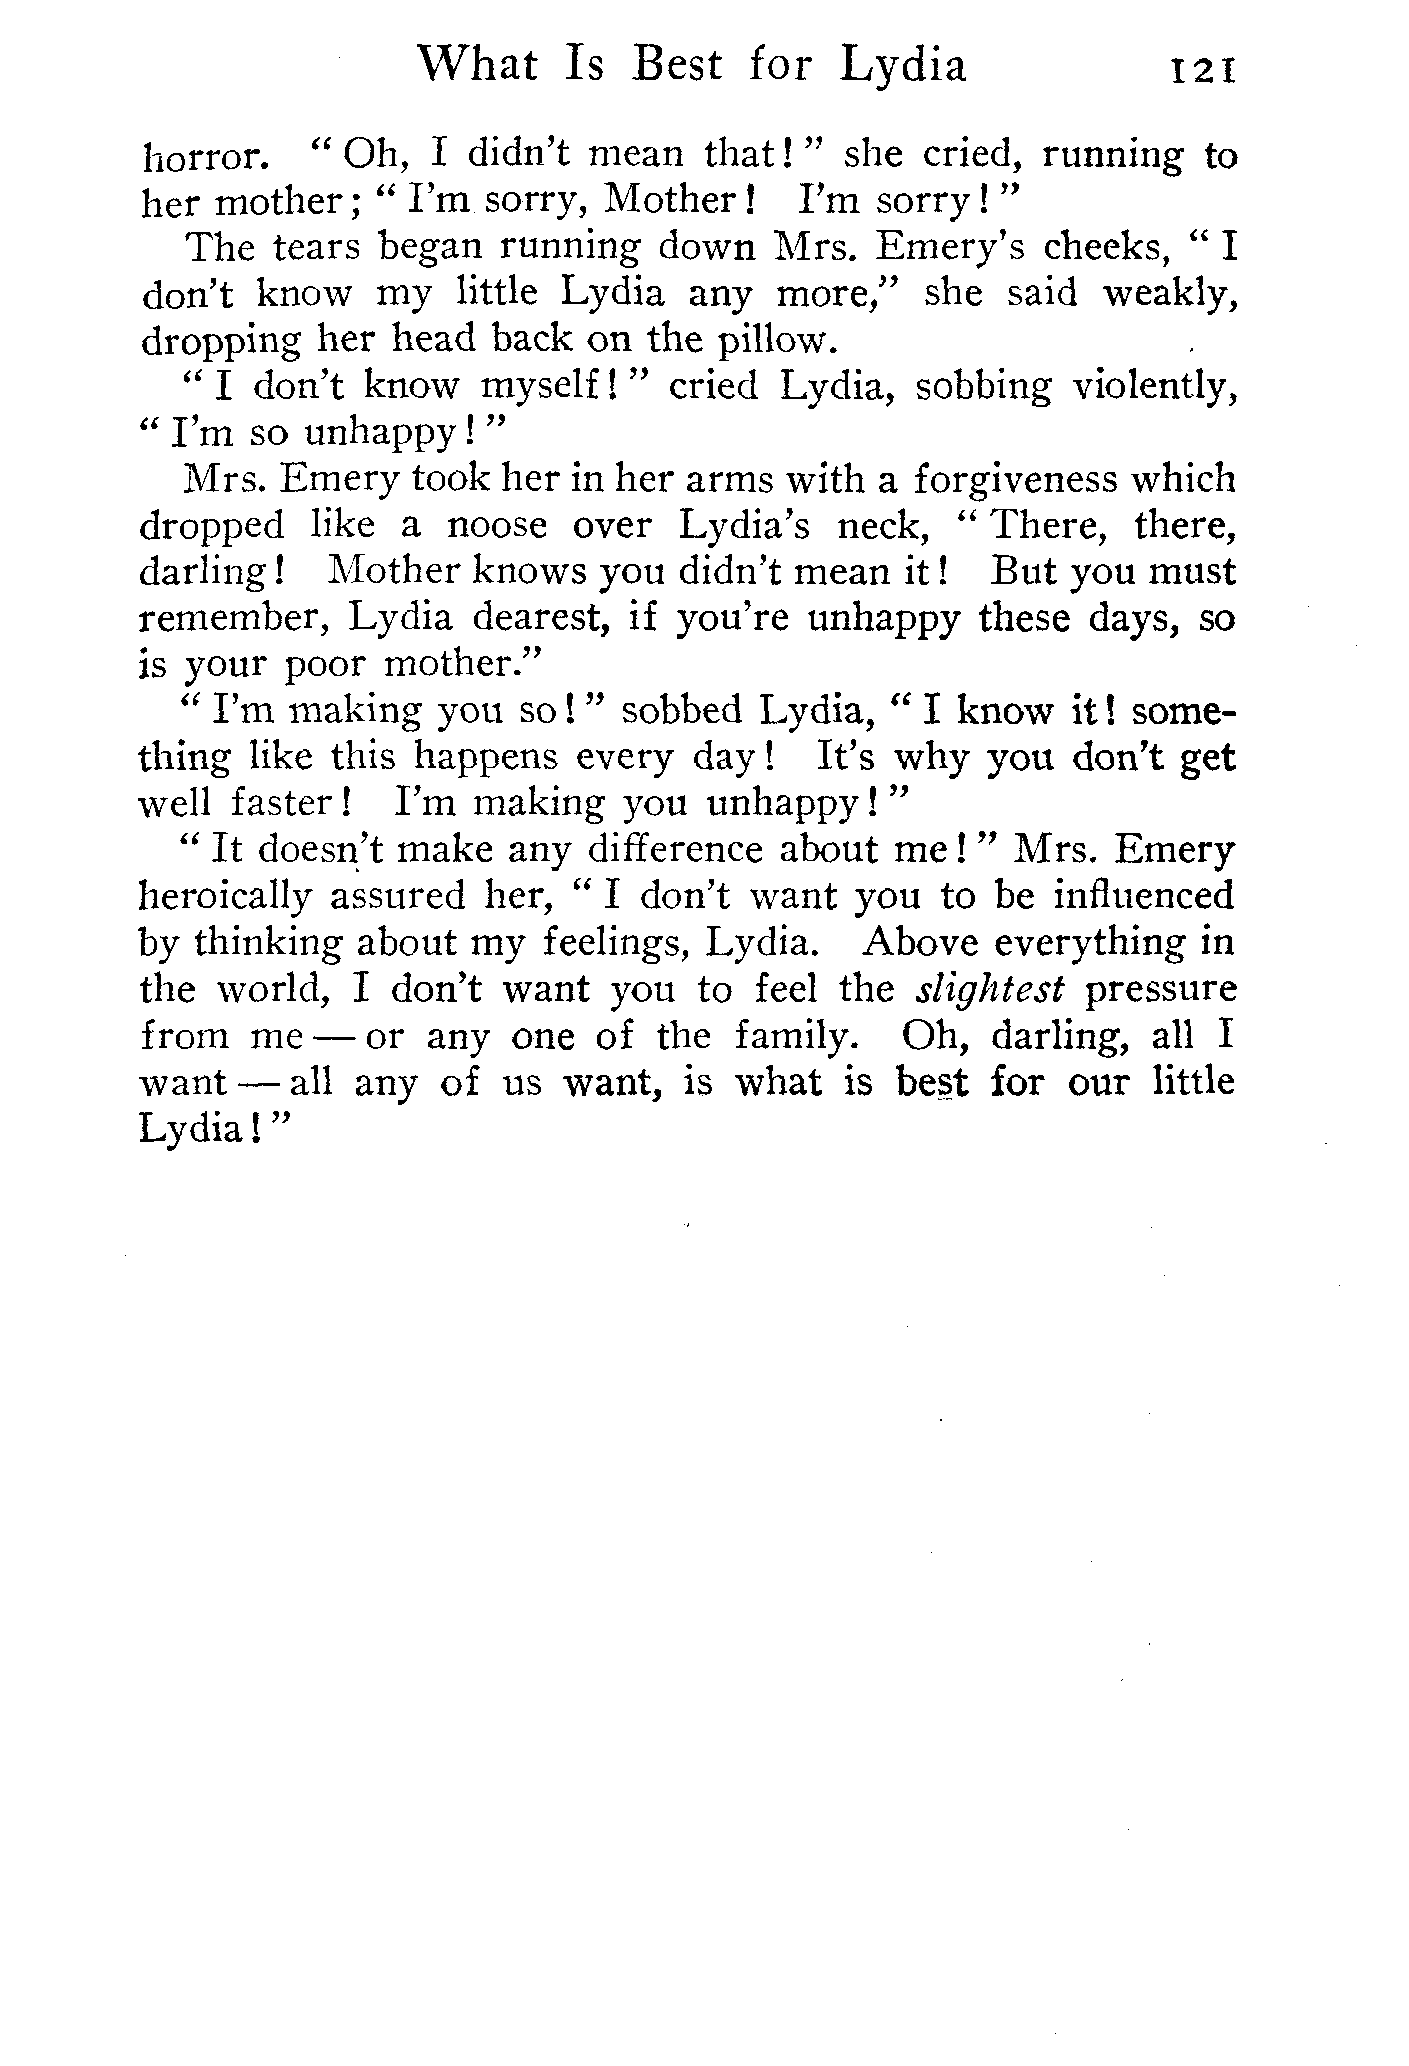 What Is Best for Lydia 121
horror. “ Oh, I didn't mean that! ” she cried, running to
her mother; “ I'm sorry, Mother! I'm sorry! ”
The tears began running down Mrs. Emery's cheeks, “ I
don't know my little Lydia any more,” she said weakly,
dropping her head back on the pillow.
“ I don't know myself! ” cried Lydia, sobbing violently,
“ I'm so unhappy! ”
Mrs. Emery took her in her arms with a forgiveness which
dropped like a noose over Lydia's neck, “ There, there,
darling! Mother knows you didn't mean it! But you must
remember, Lydia dearest, if you're unhappy these days, so
is your poor mother.”
“ I'm making you so! ” sobbed Lydia, “ I know it! some-
thing like this happens every day! It's why you don't get
well faster! I'm making you unhappy! ”
“ It doesn't make any difference about me! ” Mrs. Emery
heroically assured her, “ I don't want you to be influenced
by thinking about my feelings, Lydia. Above everything in
the world, I don't want you to feel the slightest pressure
from me — or any one of the family. Oh, darling, all I
want — all any of us want, is what is best for our little
Lydia! ”